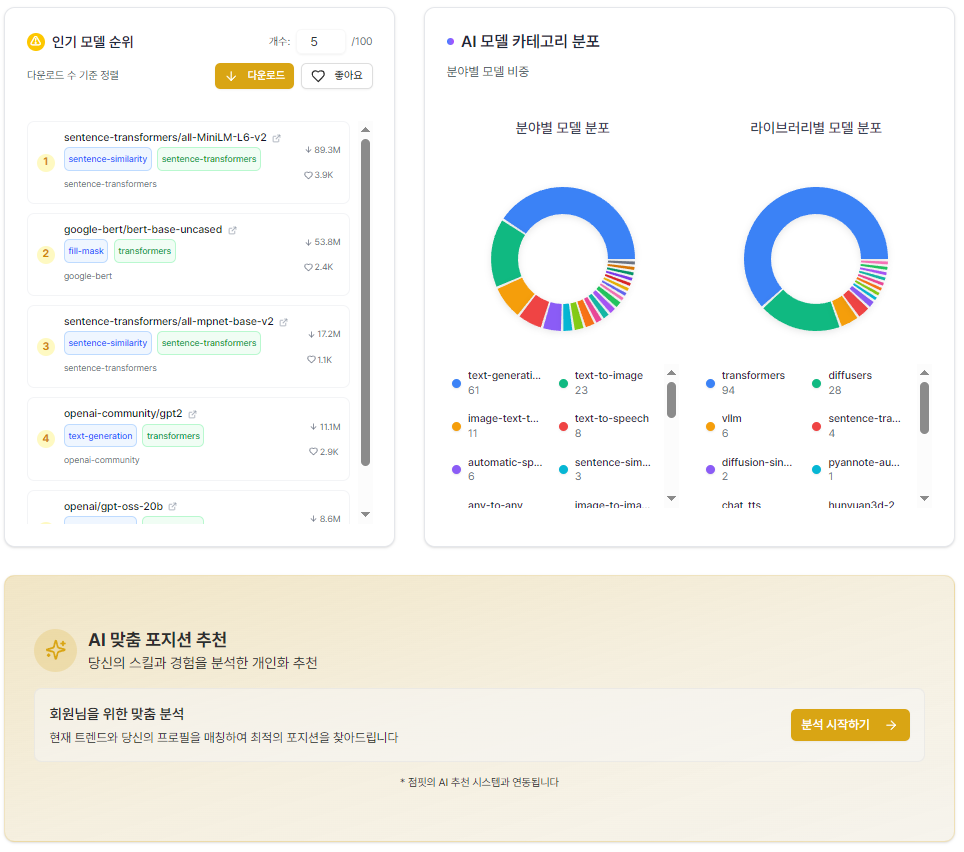 인기 모델 순위
개수: 5 /100
다운로드 수 기준 정렬
다운로드
좋아요
1
sentence-transformers/all-MiniLM-L6-v2
sentence-similarity
sentence-transformers
sentence-transformers
89.3M
3.9K
2
google-bert/bert-base-uncased
fill-mask
transformers
google-bert
53.8M
2.4K
3
sentence-transformers/all-mpnet-base-v2
sentence-similarity
sentence-transformers
sentence-transformers
17.2M
1.1K
4
openai-community/gpt2
text-generation
transformers
openai-community
11.1M
2.9K
openai/gpt-oss-20b
8.6M
AI 모델 카테고리 분포
분야별 모델 비중
분야별 모델 분포
text-generati...
61
text-to-image
23
image-text-t...
11
text-to-speech
8
automatic-sp...
6
sentence-sim...
3
any-to-any
image-to-ima...
라이브러리별 모델 분포
transformers
94
diffusers
28
vllm
6
sentence-tra...
4
diffusion-sin...
2
pyannote-au...
1
chat_tts
hunyuan3d-2
AI 맞춤 포지션 추천
당신의 스킬과 경험을 분석한 개인화 추천
회원님을 위한 맞춤 분석
현재 트렌드와 당신의 프로필을 매칭하여 최적의 포지션을 찾아드립니다
분석 시작하기
* 점핏의 AI 추천 시스템과 연동됩니다